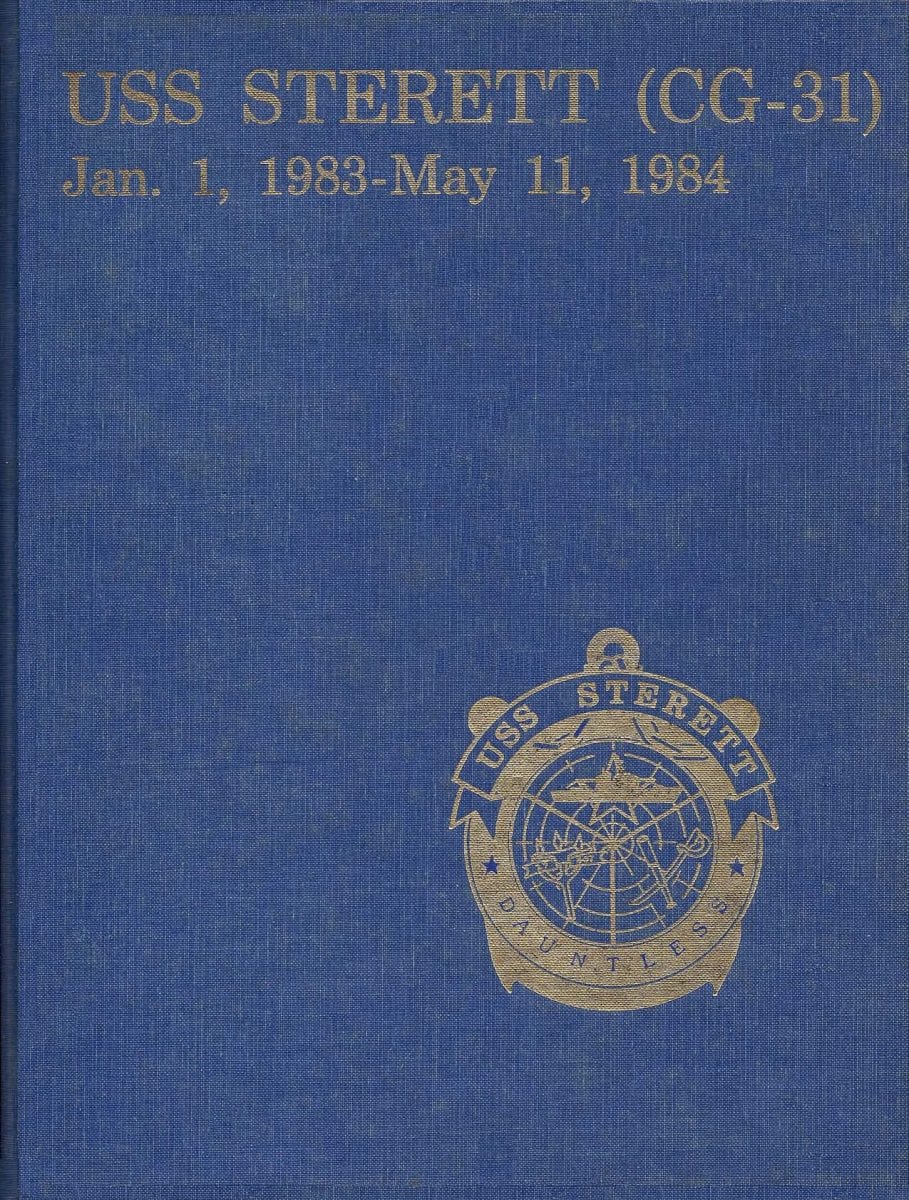 USS STERETT (CG-31)
Jan. 1, 1983-May 11, 1984
USS STERETT
DAUNTLESS